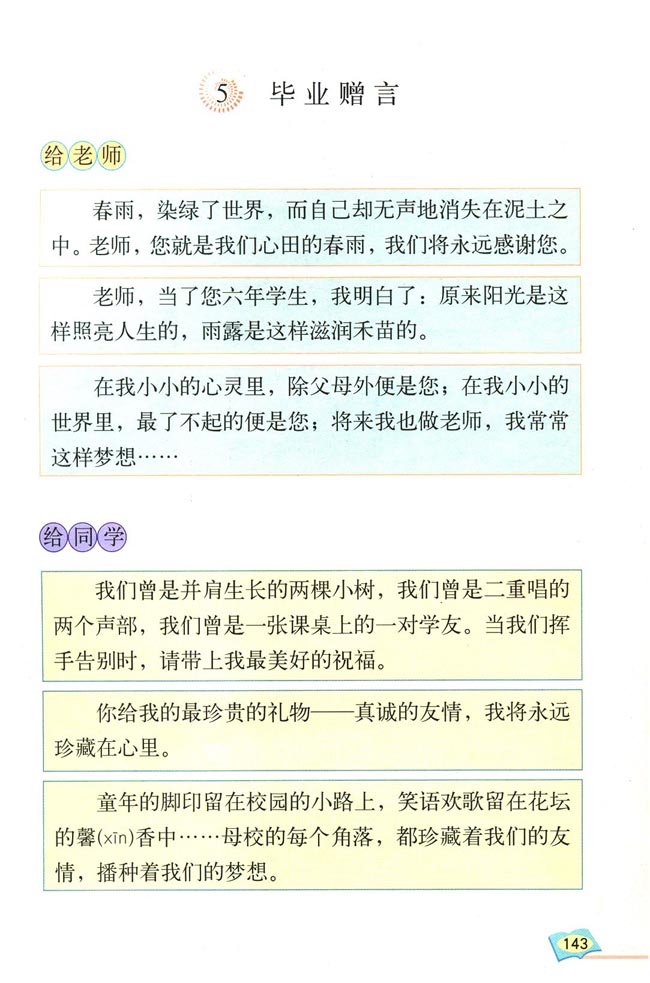 5 毕业赠言
给老师
春雨，染绿了世界，而自己却无声地消失在泥土之
中。老师，您就是我们心田的春雨，我们将永远感谢您。
老师，当了您六年学生，我明白了：原来阳光是这
样照亮人生的，雨露是这样滋润禾苗的。
在我小小的心灵里，除父母外便是您；在我小小的
世界里，最了不起的便是您；将来我也做老师，我常常
这样梦想……
给同学
我们曾是并肩生长的两棵小树，我们曾是二重唱的
两个声部，我们曾是一张课桌上的一对学友。当我们挥
手告别时，请带上我最美好的祝福。
你给我的最珍贵的礼物——真诚的友情，我将永远
珍藏在心里。
童年的脚印留在校园的小路上，笑语欢歌留在花坛
的馨(xīn)香中……母校的每个角落，都珍藏着我们的友
情，播种着我们的梦想。
143